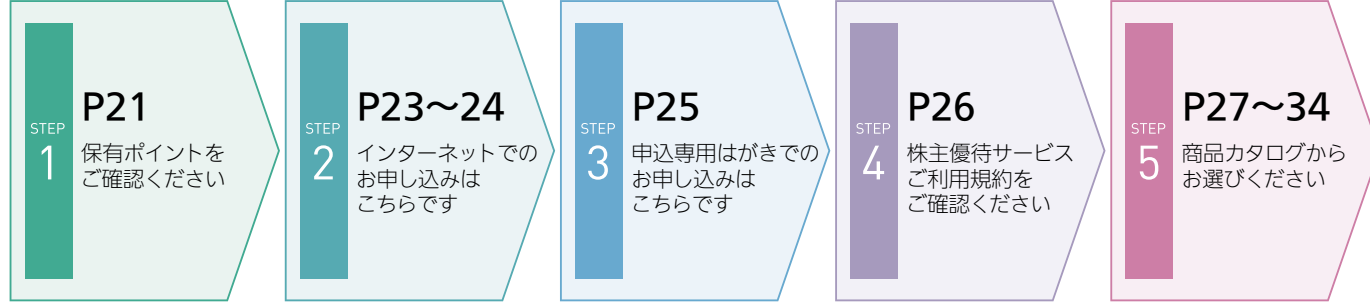 STEP
1
P21
保有ポイントを
ご確認ください
STEP
2
P23〜24
インターネットでの
お申し込みは
こちらです
STEP
3
P25
申込専用はがきでの
お申し込みは
こちらです
STEP
4
P26
株主優待サービス
ご利用規約を
ご確認ください
STEP
5
P27〜34
商品カタログから
お選びください